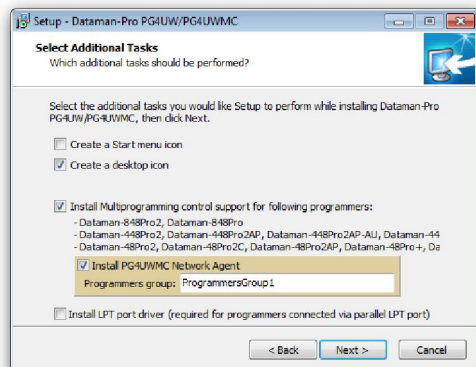 Setup - Dataman-Pro PG4UW/PG4UWMC
Select Additional Tasks
Which additional tasks should be performed?
Select the additional tasks you would like Setup to perform while installing Dataman-Pro
PG4UW/PG4UWMC, then click Next.
Create a Start menu icon
Create a desktop icon
Install Multiprogramming control support for following programmers:
- Dataman-848Pro2, Dataman-848Pro
- Dataman-448Pro2, Dataman-448Pro2AP, Dataman-448Pro2AP-AU, Dataman-44
- Dataman-48Pro2, Dataman-48Pro2C, Dataman-48Pro2AP, Dataman-48Pro+, Da
Install PG4UWMC Network Agent
Programmers group: ProgrammersGroup1
Install LPT port driver (required for programmers connected via parallel LPT port)
< Back Next > Cancel